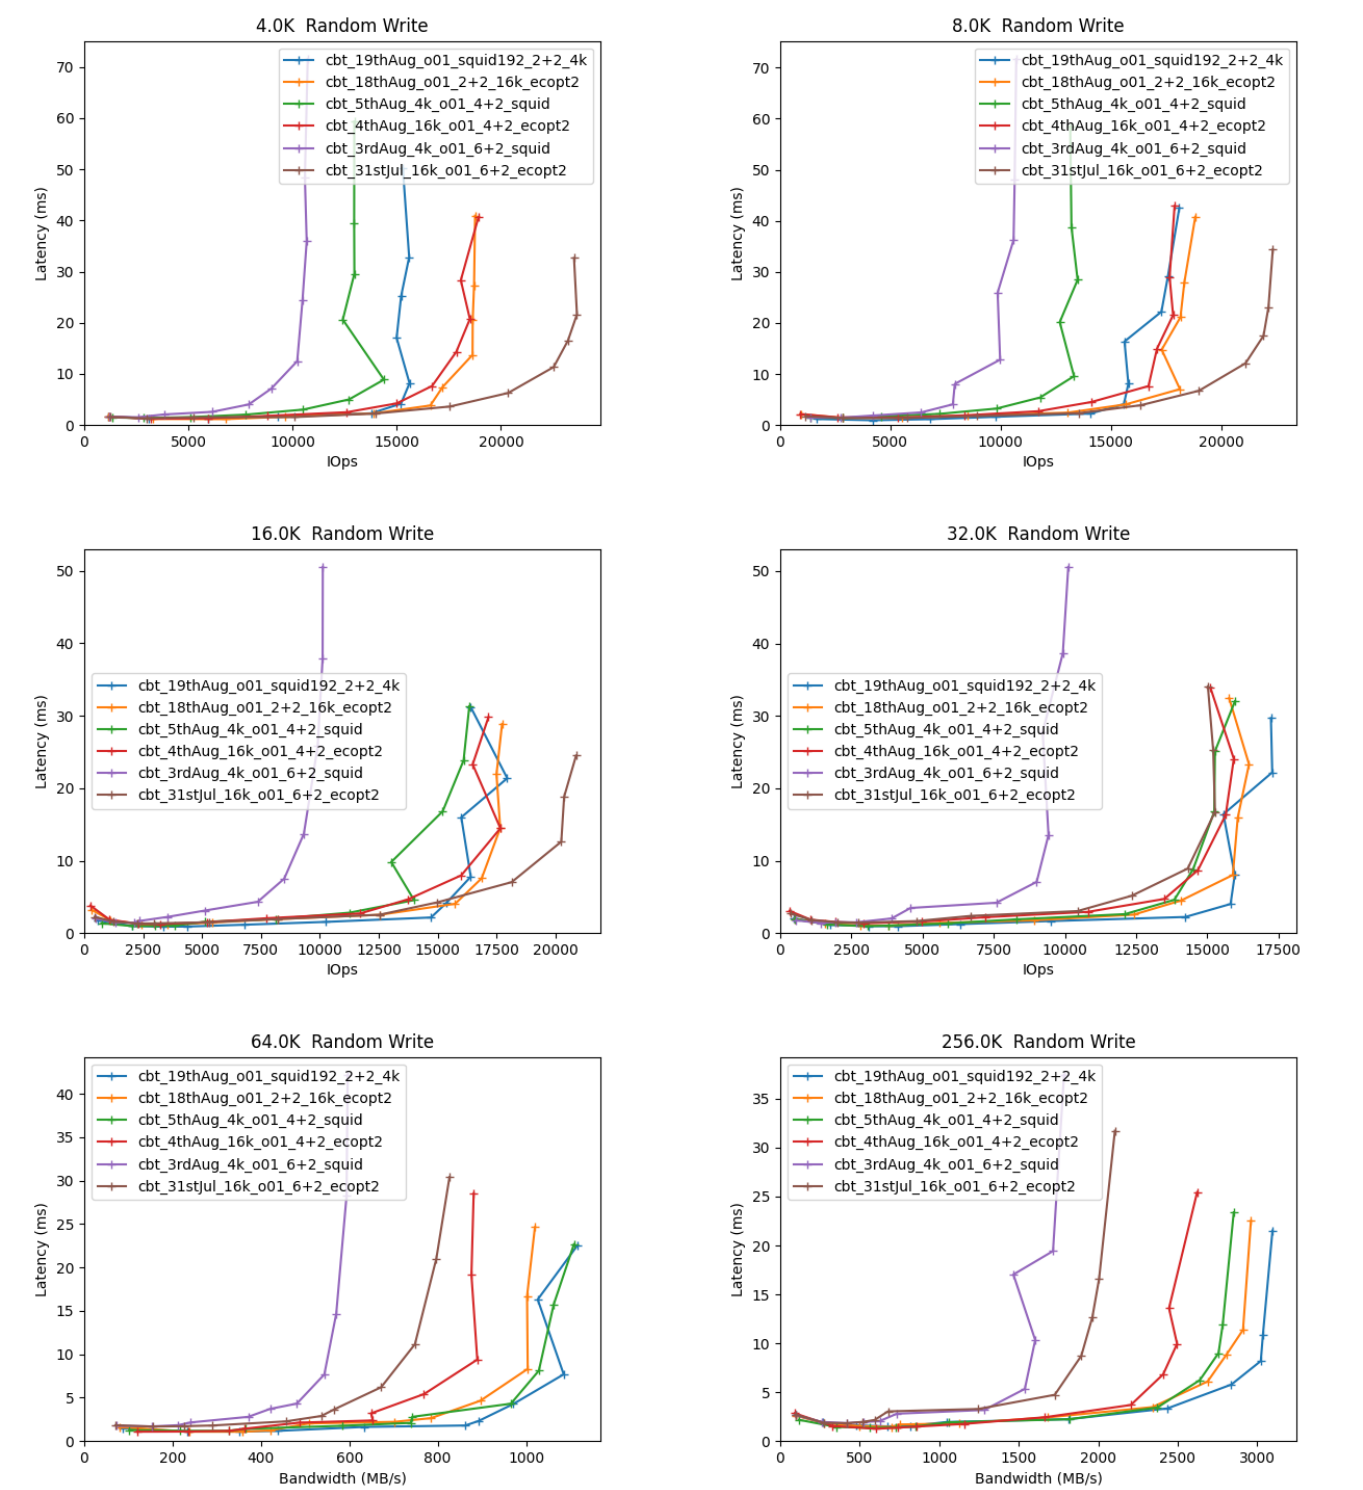 4.0K  Random Write
cbt_19thAug_o01_squid192_2+2_4k
cbt_18thAug_o01_2+2_16k_ecopt2
cbt_5thAug_4k_o01_4+2_squid
cbt_4thAug_16k_o01_4+2_ecopt2
cbt_3rdAug_4k_o01_6+2_squid
cbt_31stJul_16k_o01_6+2_ecopt2
Latency (ms)
70
60
50
40
30
20
10
0
0 5000 10000 15000 20000
IOps
8.0K  Random Write
cbt_19thAug_o01_squid192_2+2_4k
cbt_18thAug_o01_2+2_16k_ecopt2
cbt_5thAug_4k_o01_4+2_squid
cbt_4thAug_16k_o01_4+2_ecopt2
cbt_3rdAug_4k_o01_6+2_squid
cbt_31stJul_16k_o01_6+2_ecopt2
Latency (ms)
70
60
50
40
30
20
10
0
0 5000 10000 15000 20000
IOps
16.0K  Random Write
cbt_19thAug_o01_squid192_2+2_4k
cbt_18thAug_o01_2+2_16k_ecopt2
cbt_5thAug_4k_o01_4+2_squid
cbt_4thAug_16k_o01_4+2_ecopt2
cbt_3rdAug_4k_o01_6+2_squid
cbt_31stJul_16k_o01_6+2_ecopt2
Latency (ms)
50
40
30
20
10
0
0 2500 5000 7500 10000 12500 15000 17500 20000
IOps
32.0K  Random Write
cbt_19thAug_o01_squid192_2+2_4k
cbt_18thAug_o01_2+2_16k_ecopt2
cbt_5thAug_4k_o01_4+2_squid
cbt_4thAug_16k_o01_4+2_ecopt2
cbt_3rdAug_4k_o01_6+2_squid
cbt_31stJul_16k_o01_6+2_ecopt2
Latency (ms)
50
40
30
20
10
0
0 2500 5000 7500 10000 12500 15000 17500
IOps
64.0K  Random Write
cbt_19thAug_o01_squid192_2+2_4k
cbt_18thAug_o01_2+2_16k_ecopt2
cbt_5thAug_4k_o01_4+2_squid
cbt_4thAug_16k_o01_4+2_ecopt2
cbt_3rdAug_4k_o01_6+2_squid
cbt_31stJul_16k_o01_6+2_ecopt2
Latency (ms)
40
35
30
25
20
15
10
5
0
0 200 400 600 800 1000
Bandwidth (MB/s)
256.0K  Random Write
cbt_19thAug_o01_squid192_2+2_4k
cbt_18thAug_o01_2+2_16k_ecopt2
cbt_5thAug_4k_o01_4+2_squid
cbt_4thAug_16k_o01_4+2_ecopt2
cbt_3rdAug_4k_o01_6+2_squid
cbt_31stJul_16k_o01_6+2_ecopt2
Latency (ms)
35
30
25
20
15
10
5
0
0 500 1000 1500 2000 2500 3000
Bandwidth (MB/s)